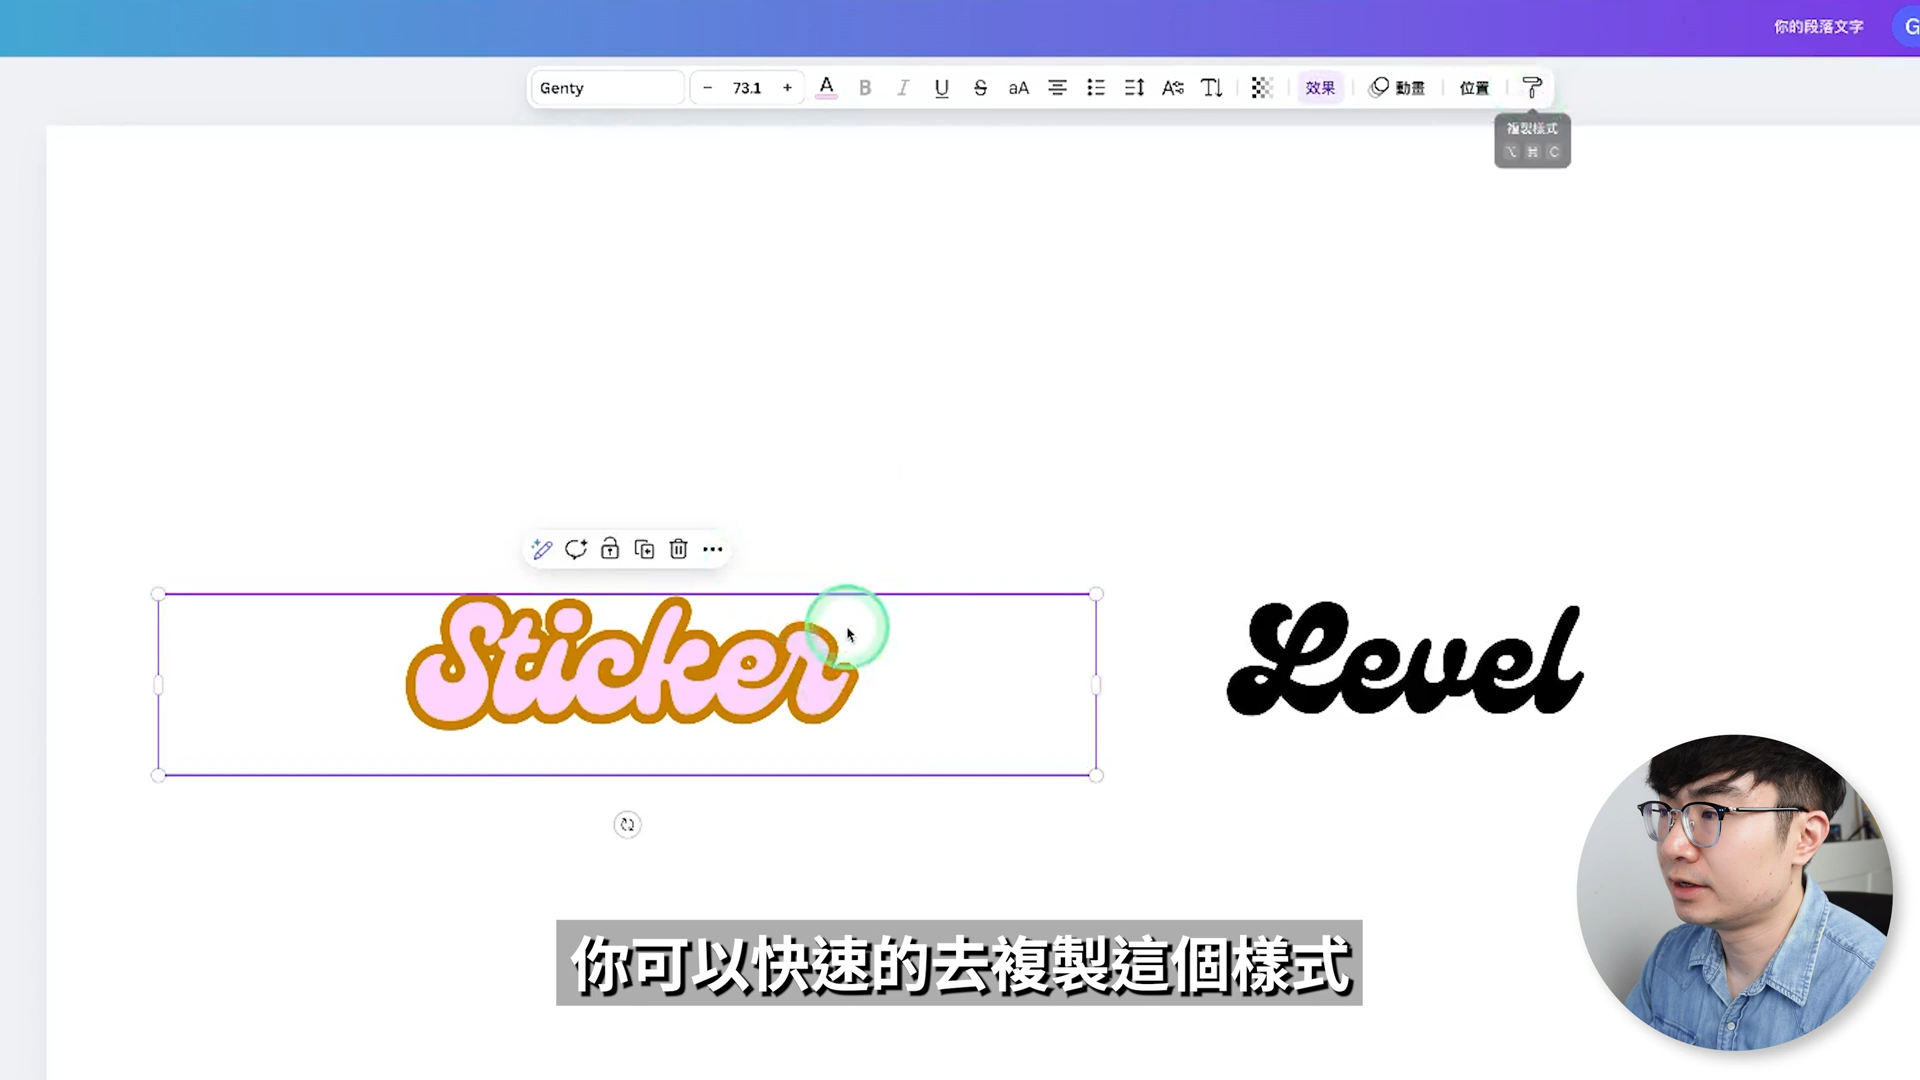 你的段落文字
G
Genty
− 73.1 +
A B I U S aA
效果
動畫
位置
複製樣式
⌥ ⌘ C
Sticker
Level
你可以快速的去複製這個樣式